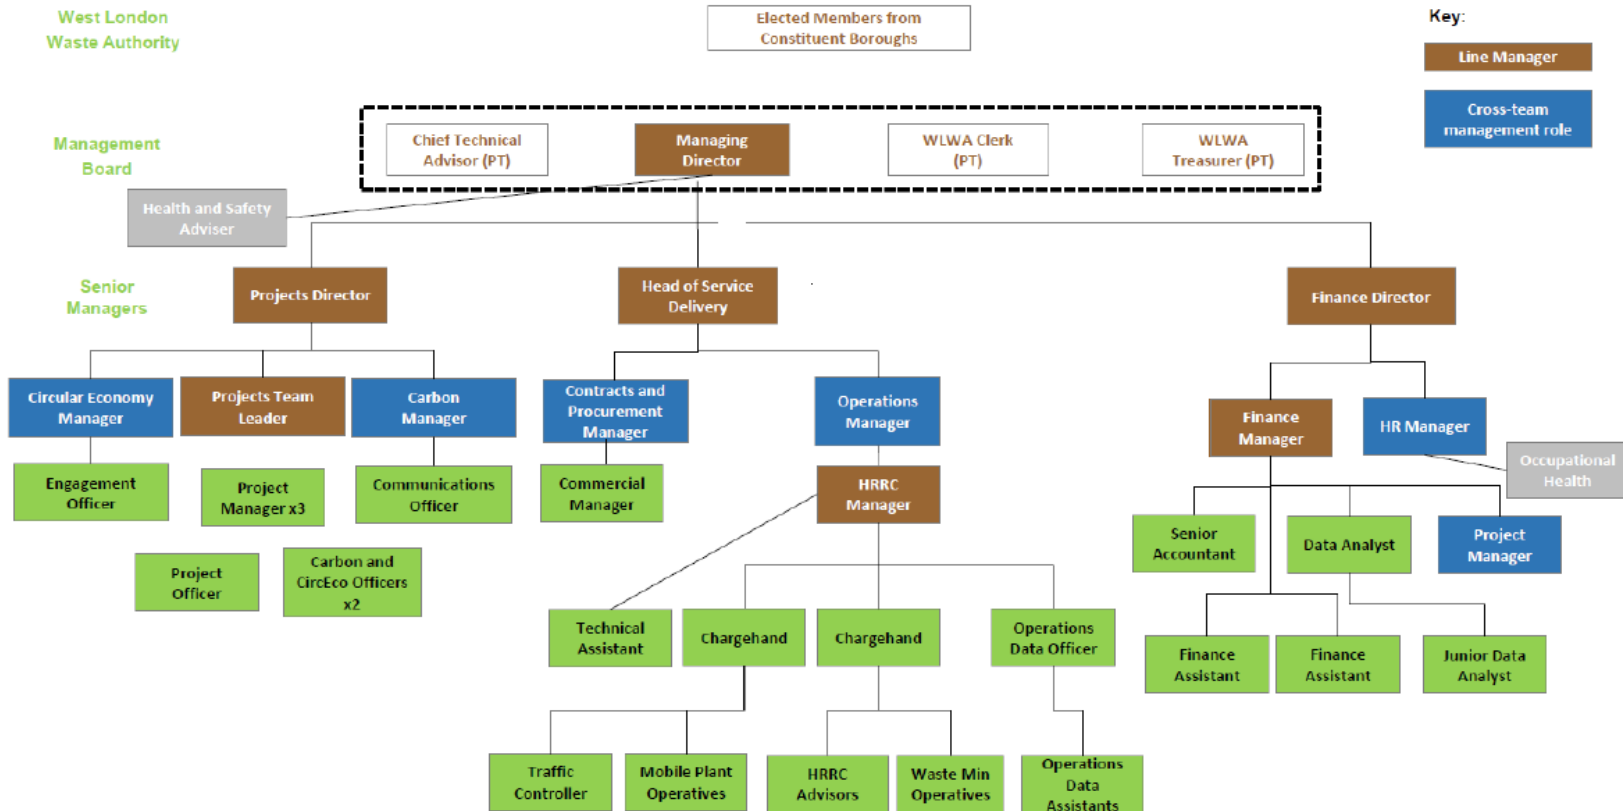 West London
Waste Authority
Elected Members from
Constituent Boroughs
Key:
Line Manager
Cross-team
management role
Management
Board
Chief Technical
Advisor (PT)
Managing
Director
WLWA Clerk
(PT)
WLWA
Treasurer (PT)
Health and Safety
Adviser
Senior
Managers
Projects Director
Head of Service
Delivery
Finance Director
Circular Economy
Manager
Projects Team
Leader
Carbon
Manager
Contracts and
Procurement
Manager
Operations
Manager
Finance
Manager
HR Manager
Occupational
Health
Engagement
Officer
Project
Manager x3
Communications
Officer
Commercial
Manager
HRRC
Manager
Senior
Accountant
Data Analyst
Project
Manager
Project
Officer
Carbon and
CircEco Officers
x2
Technical
Assistant
Chargehand
Chargehand
Operations
Data Officer
Finance
Assistant
Finance
Assistant
Junior Data
Analyst
Traffic
Controller
Mobile Plant
Operatives
HRRC
Advisors
Waste Min
Operatives
Operations
Data
Assistants